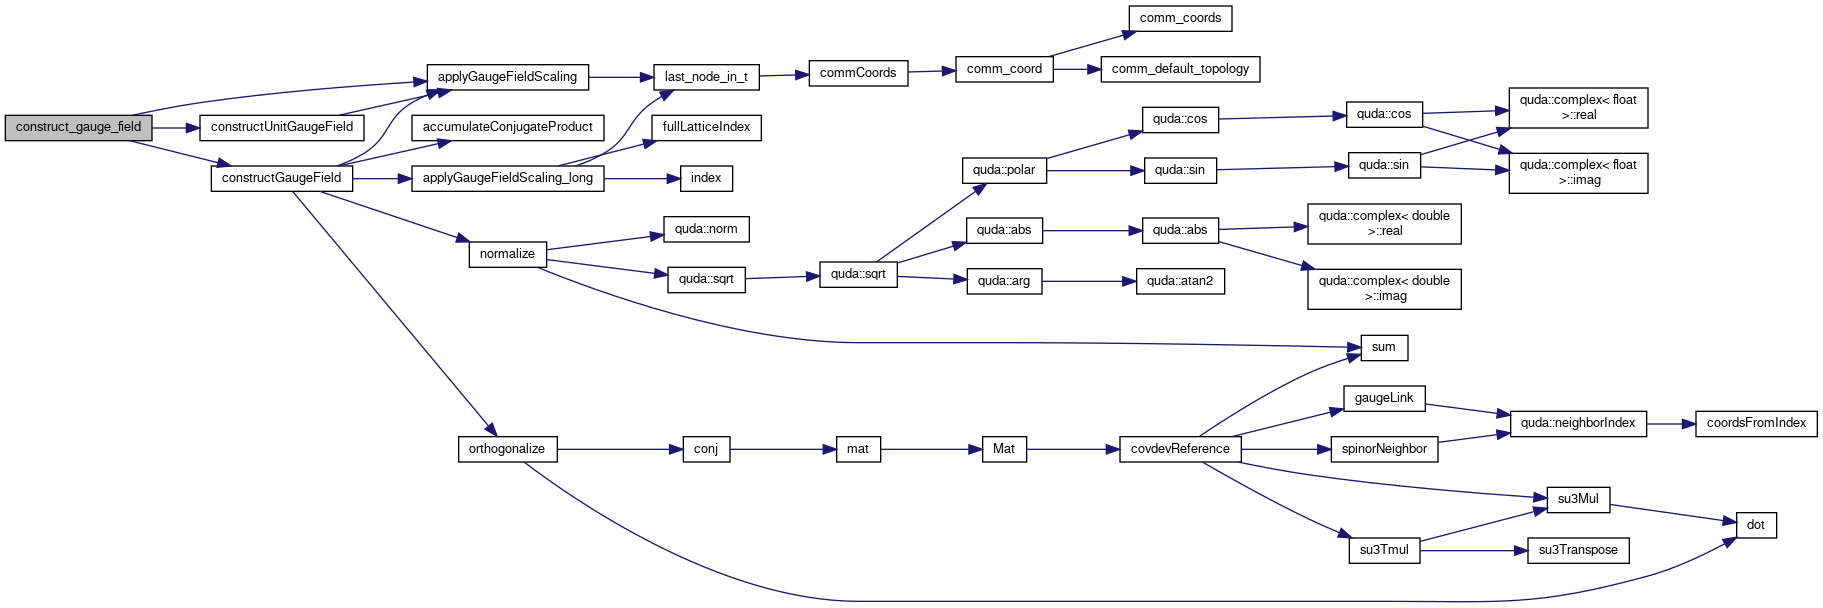 construct_gauge_field
constructUnitGaugeField
constructGaugeField
applyGaugeFieldScaling
accumulateConjugateProduct
applyGaugeFieldScaling_long
normalize
orthogonalize
last_node_in_t
fullLatticeIndex
index
quda::norm
quda::sqrt
conj
commCoords
quda::sqrt
mat
comm_coord
quda::polar
quda::abs
quda::arg
Mat
comm_coords
comm_default_topology
quda::cos
quda::sin
quda::abs
quda::atan2
covdevReference
quda::cos
quda::sin
quda::complex< double
>::real
quda::complex< double
>::imag
sum
gaugeLink
spinorNeighbor
su3Tmul
quda::complex< float
>::real
quda::complex< float
>::imag
quda::neighborIndex
su3Mul
su3Transpose
coordsFromIndex
dot